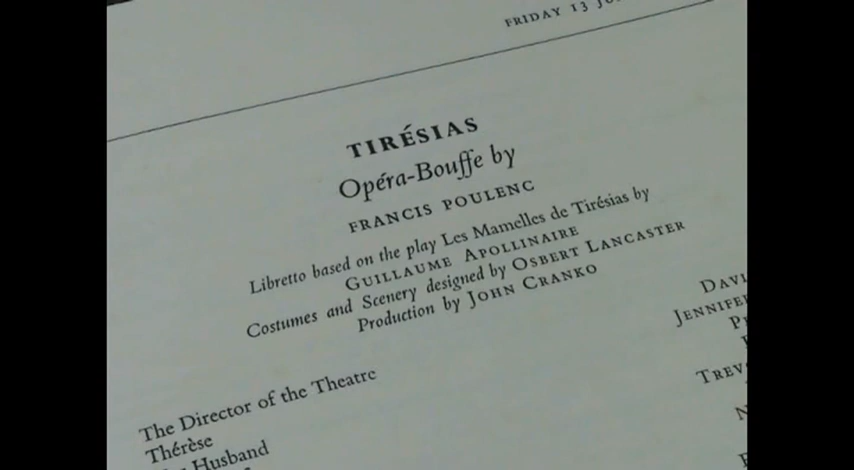 FRIDAY 13
TIRÉSIAS
Opéra-Bouffe by
FRANCIS POULENC
Libretto based on the play Les Mamelles de Tirésias by
GUILLAUME APOLLINAIRE
Costumes and Scenery designed by OSBERT LANCASTER
Production by JOHN CRANKO
The Director of the Theatre
JENNIFER
Thérèse
Husband